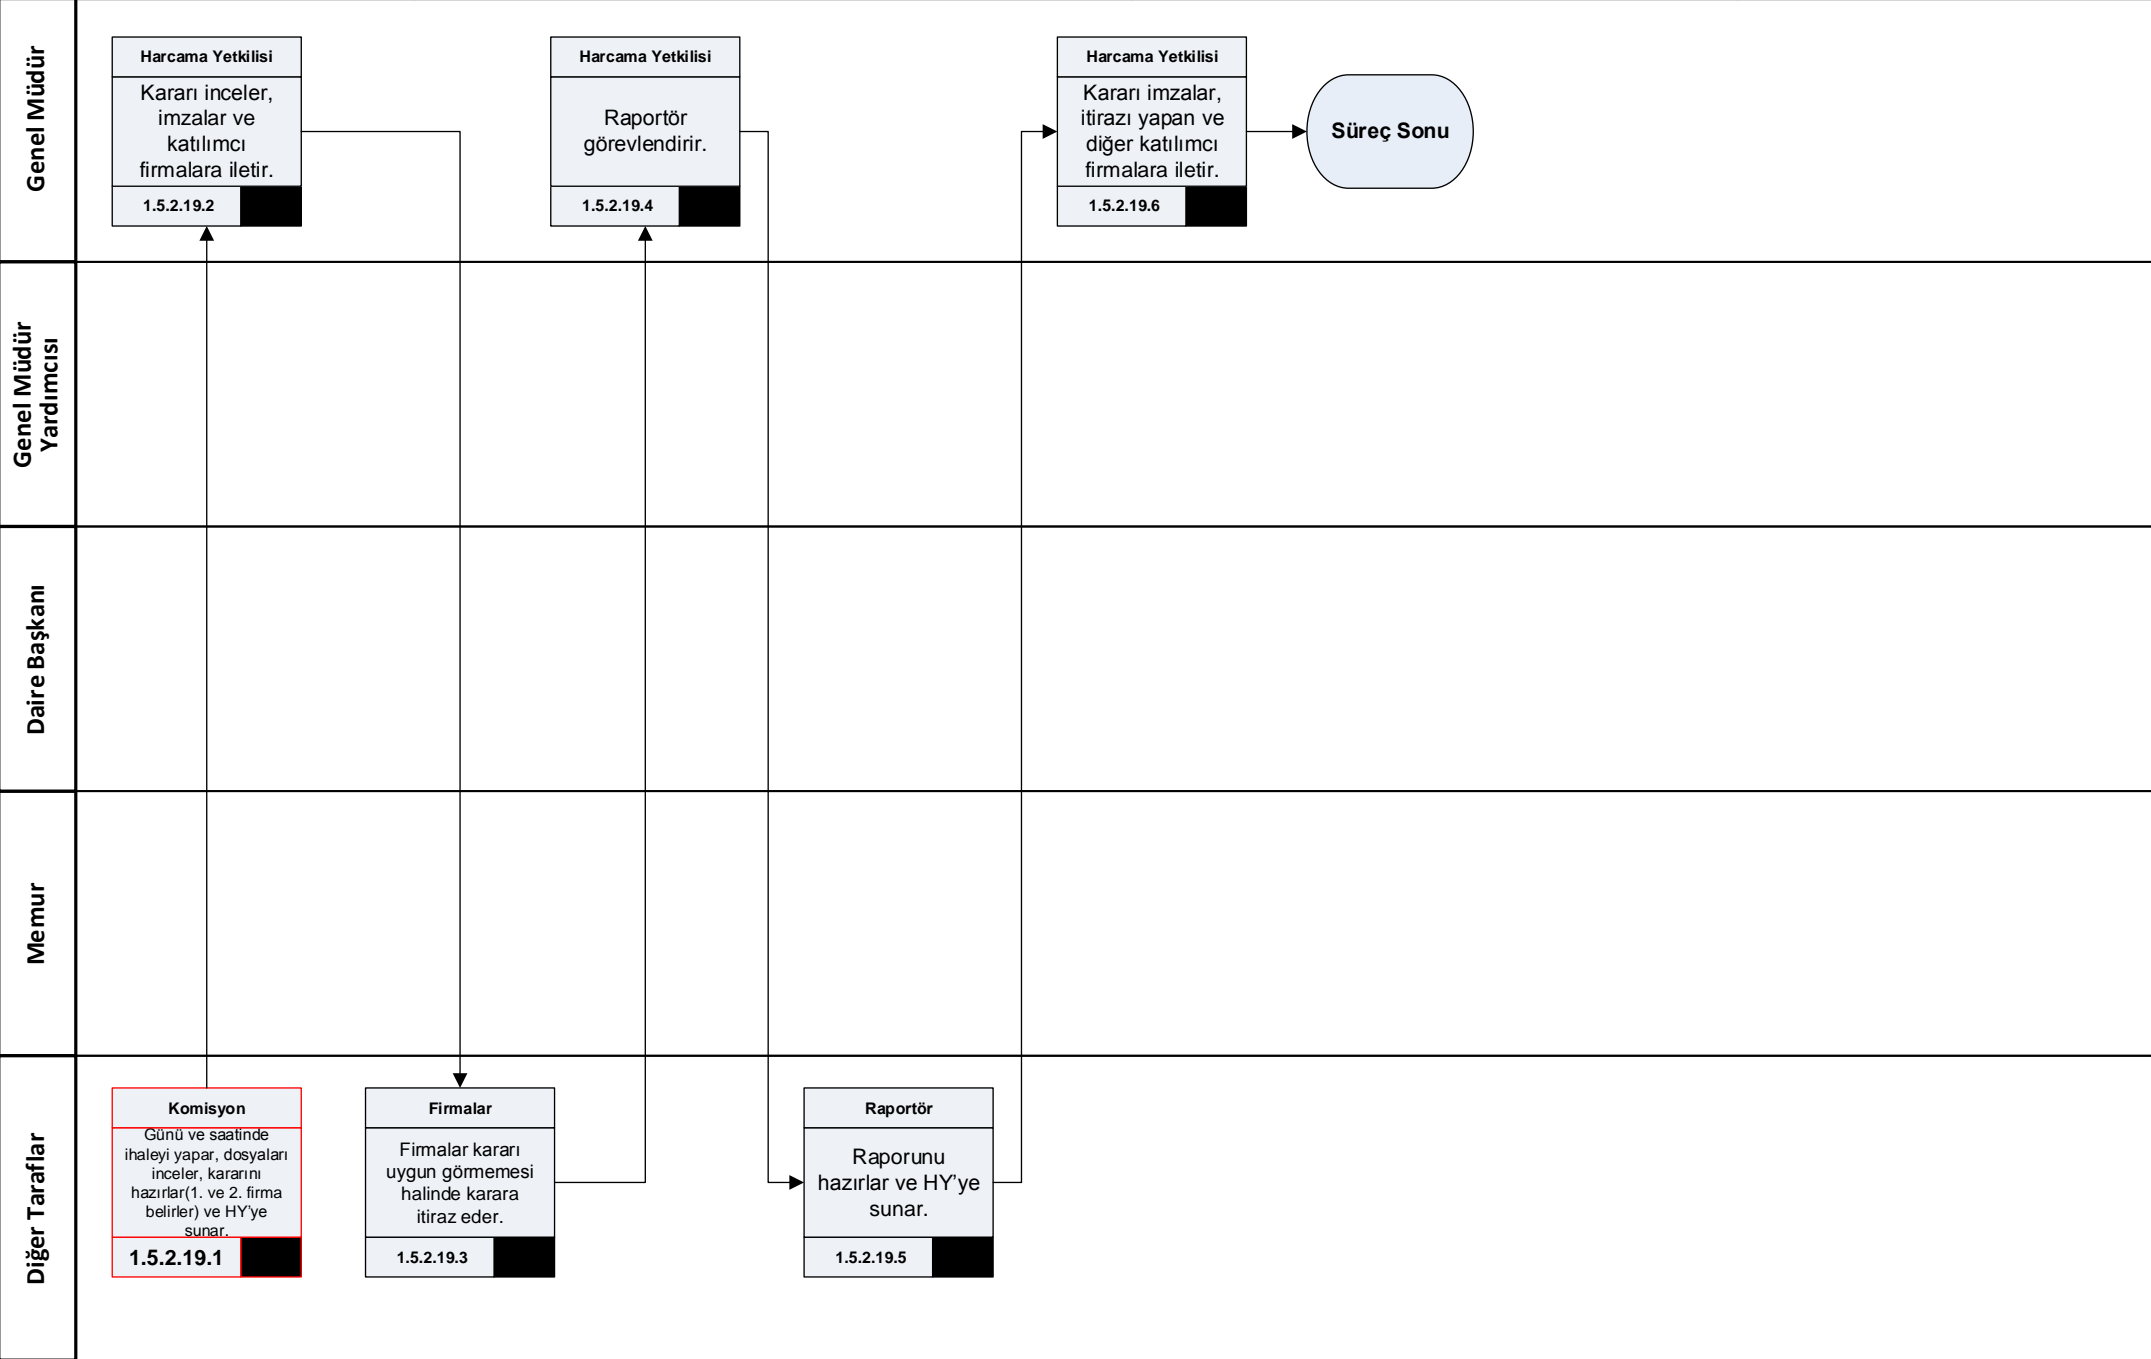 Genel Müdür
Harcama Yetkilisi
Kararı inceler,
imzalar ve
katılımcı
firmalara iletir.
1.5.2.19.2
Harcama Yetkilisi
Raportör
görevlendirir.
1.5.2.19.4
Harcama Yetkilisi
Kararı imzalar,
itirazı yapan ve
diğer katılımcı
firmalara iletir.
1.5.2.19.6
Süreç Sonu
Genel Müdür
Yardımcısı
Daire Başkanı
Memur
Diğer Taraflar
Komisyon
Günü ve saatinde
ihaleyi yapar, dosyaları
inceler, kararını
hazırlar(1. ve 2. firma
belirler) ve HY'ye
sunar.
1.5.2.19.1
Firmalar
Firmalar kararı
uygun görmemesi
halinde karara
itiraz eder.
1.5.2.19.3
Raportör
Raporunu
hazırlar ve HY'ye
sunar.
1.5.2.19.5